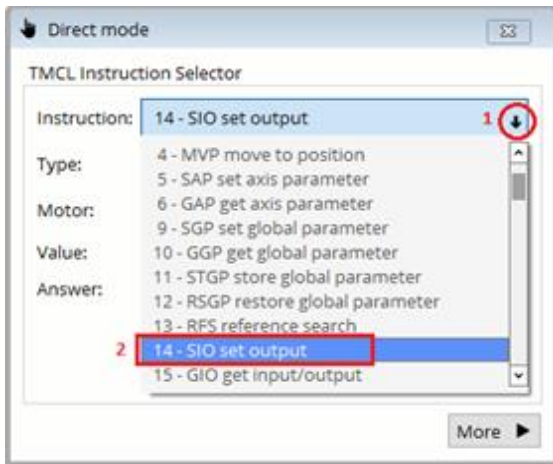 Direct mode
TMCL Instruction Selector
Instruction: 14 - SIO set output 1
Type:
Motor:
Value:
Answer:
4 - MVP move to position
5 - SAP set axis parameter
6 - GAP get axis parameter
9 - SGP set global parameter
10 - GGP get global parameter
11 - STGP store global parameter
12 - RSGP restore global parameter
13 - RFS reference search
2 14 - SIO set output
15 - GIO get input/output
More